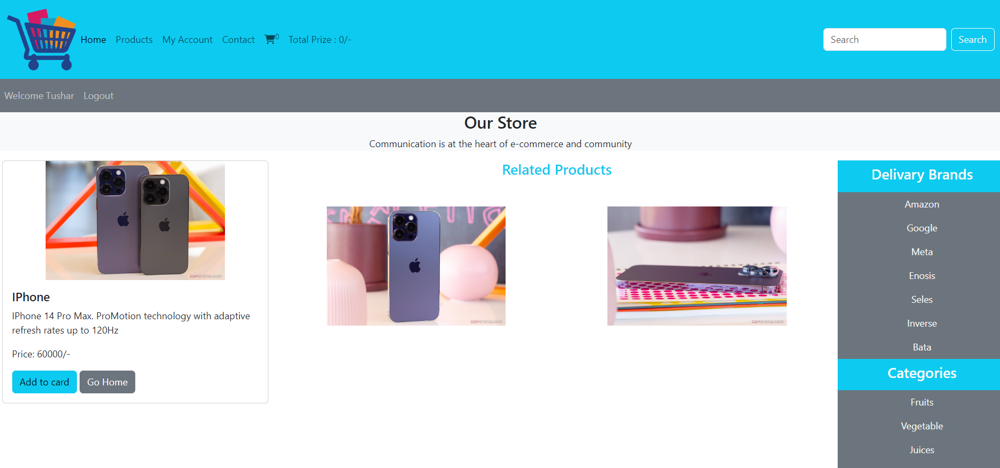 Home Products My Account Contact 0 Total Prize : 0/-
Search Search
Welcome Tushar Logout
Our Store
Communication is at the heart of e-commerce and community
GSMarena.com
IPhone
IPhone 14 Pro Max. ProMotion technology with adaptive
refresh rates up to 120Hz
Price: 60000/-
Add to card Go Home
Related Products
GSMarena.com
GSMarena.com
Delivary Brands
Amazon
Google
Meta
Enosis
Seles
Inverse
Bata
Categories
Fruits
Vegetable
Juices